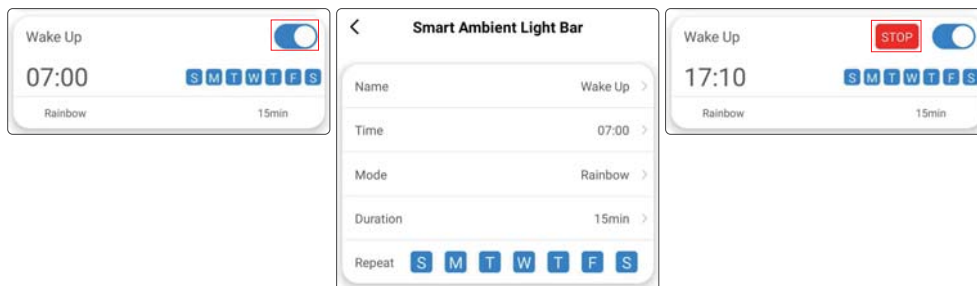 Wake Up
07:00 S M T W T F S
Rainbow 15min
Smart Ambient Light Bar
Name Wake Up
Time 07:00
Mode Rainbow
Duration 15min
Repeat S M T W T F S
Wake Up STOP
17:10 S M T W T F S
Rainbow 15min